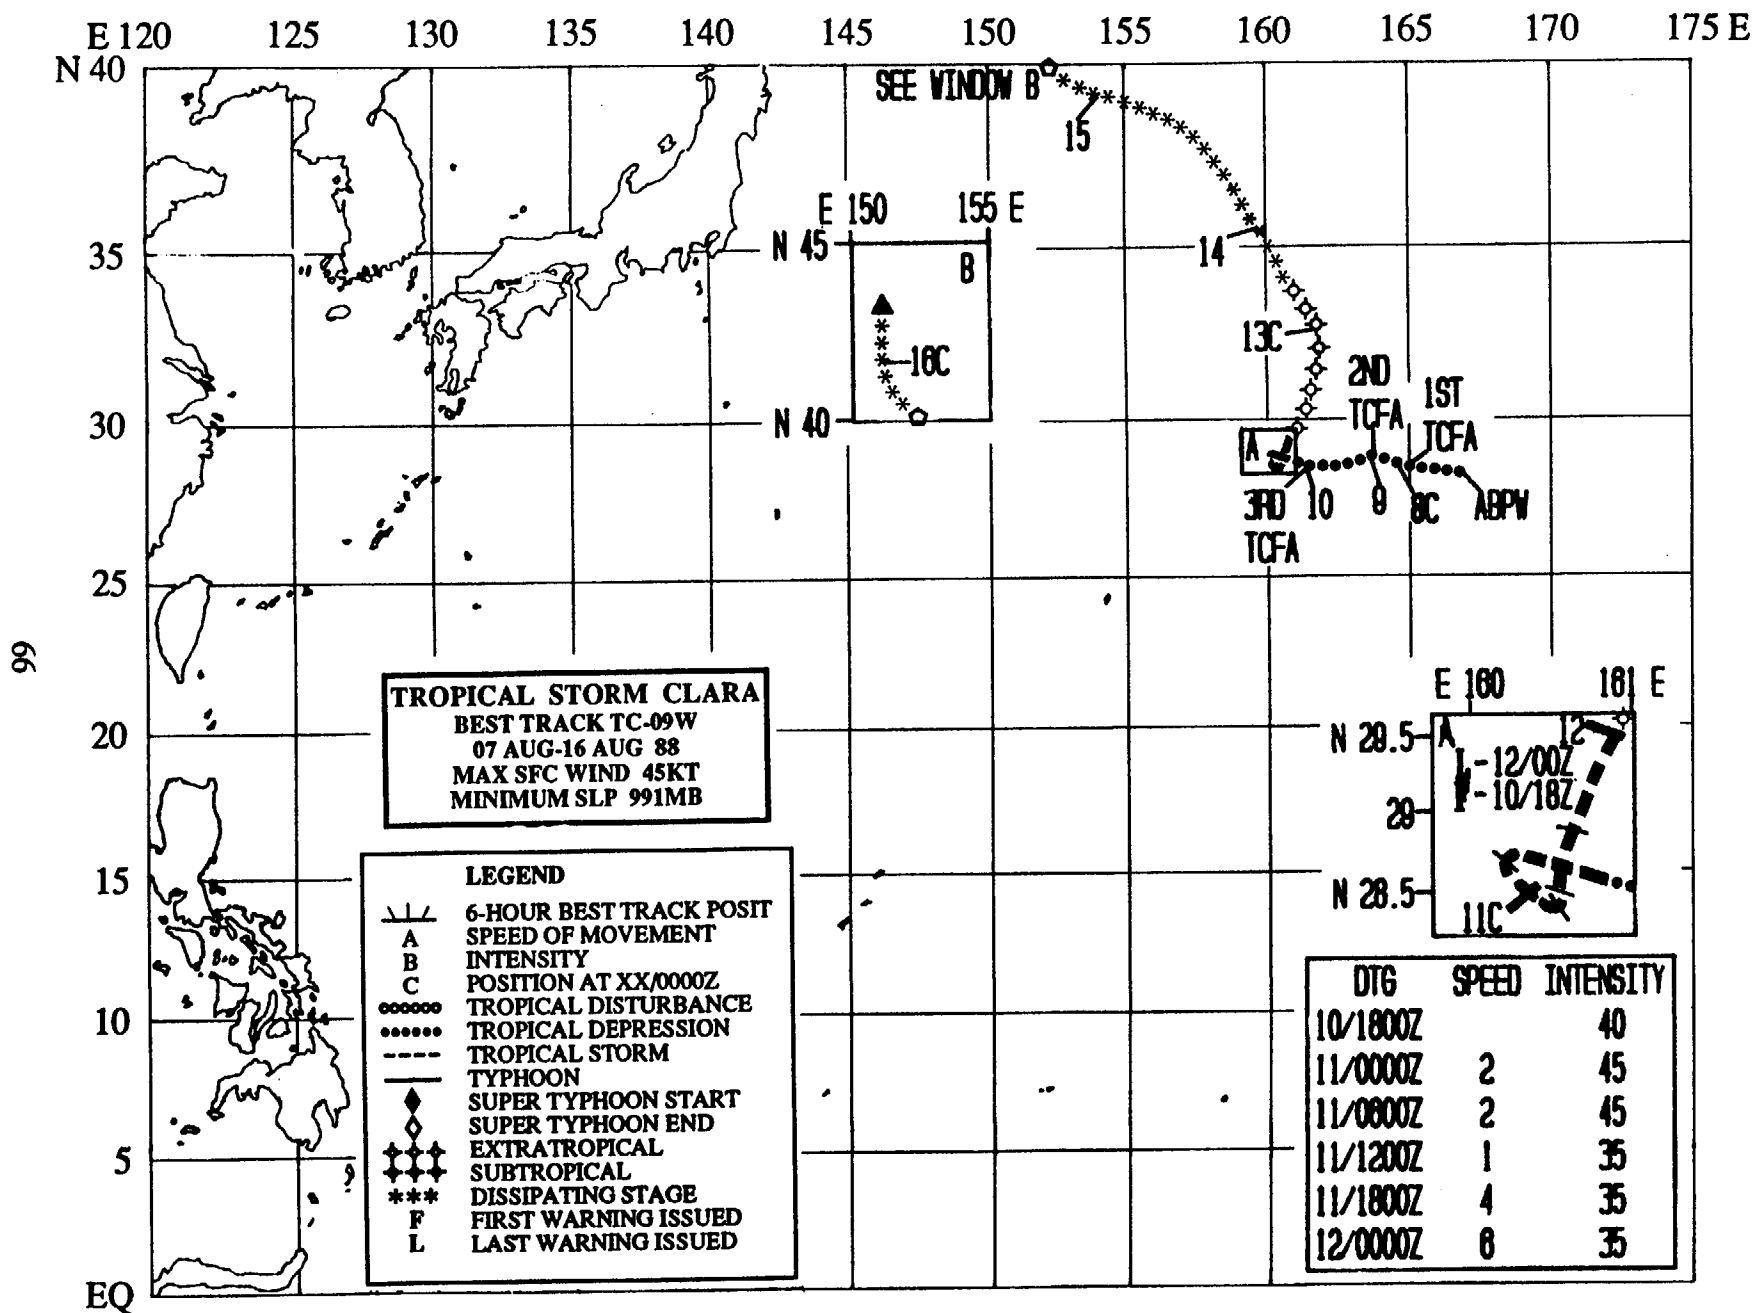 E 120 125 130 135 140 145 150 155 160 165 170 175 E
N 40
SEE WINDOW B
15
E 150 155 E
N 45
B
14
35
13C
16C
2ND
TCFA
1ST
TCFA
30
N 40
A
3RD
TCFA
10
9
8C
ABPW
25
66
TROPICAL STORM CLARA
BEST TRACK TC-09W
07 AUG-16 AUG 88
MAX SFC WIND 45KT
MINIMUM SLP 991MB
E 160 161 E
20
N 29.5
A
12
-12/00Z
-10/18Z
29
N 28.5
11C
15
LEGEND
6-HOUR BEST TRACK POSIT
A SPEED OF MOVEMENT
B INTENSITY
C POSITION AT XX/0000Z
TROPICAL DISTURBANCE
TROPICAL DEPRESSION
TROPICAL STORM
TYPHOON
SUPER TYPHOON START
SUPER TYPHOON END
EXTRATROPICAL
SUBTROPICAL
*** DISSIPATING STAGE
F FIRST WARNING ISSUED
L LAST WARNING ISSUED
10
5
EQ
DTG SPEED INTENSITY
10/1800Z 40
11/0000Z 2 45
11/0600Z 2 45
11/1200Z 1 35
11/1800Z 4 35
12/0000Z 6 35